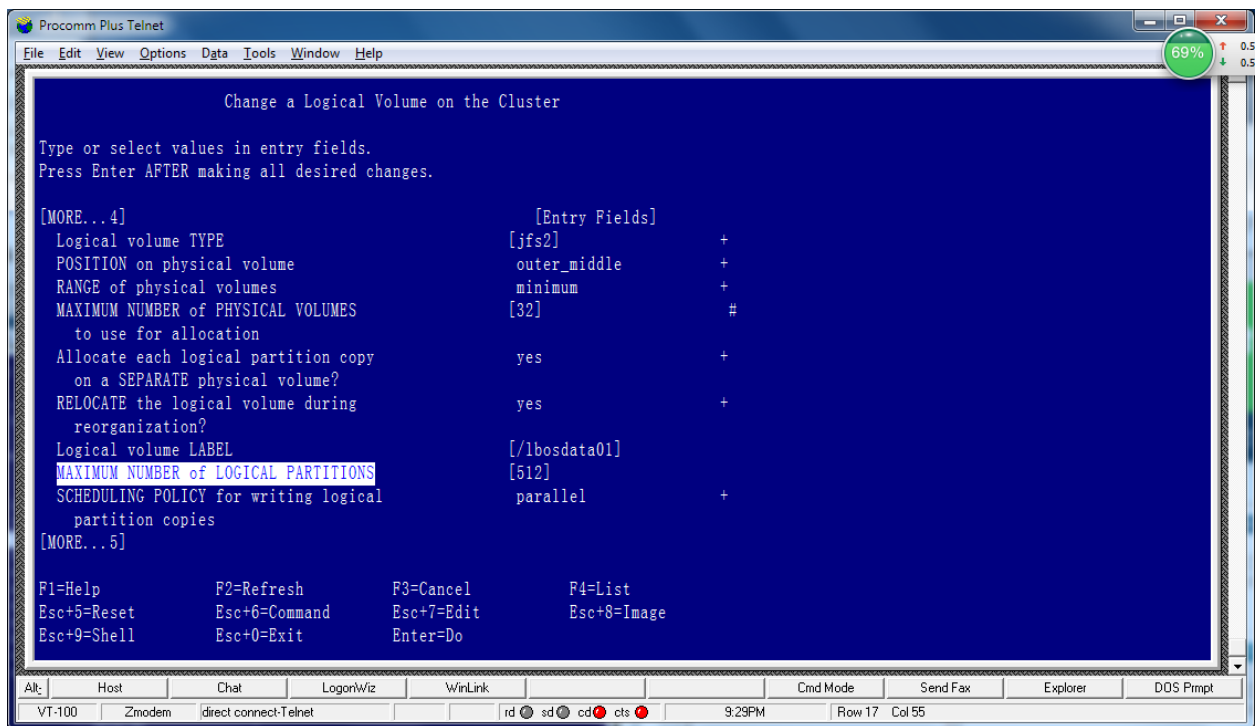 Procomm Plus Telnet
File Edit View Options Data Tools Window Help
69%
0.5
0.5
Change a Logical Volume on the Cluster
Type or select values in entry fields.
Press Enter AFTER making all desired changes.
[MORE...4] [Entry Fields]
Logical volume TYPE [jfs2] +
POSITION on physical volume outer_middle +
RANGE of physical volumes minimum +
MAXIMUM NUMBER of PHYSICAL VOLUMES [32] #
to use for allocation
Allocate each logical partition copy yes +
on a SEPARATE physical volume?
RELOCATE the logical volume during yes +
reorganization?
Logical volume LABEL [/lbosdata01]
MAXIMUM NUMBER of LOGICAL PARTITIONS [512]
SCHEDULING POLICY for writing logical parallel +
partition copies
[MORE...5]
F1=Help F2=Refresh F3=Cancel F4=List
Esc+5=Reset Esc+6=Command Esc+7=Edit Esc+8=Image
Esc+9=Shell Esc+0=Exit Enter=Do
Alt- Host Chat LogonWiz WinLink Cmd Mode Send Fax Explorer DOS Prmpt
VT-100 Zmodem direct connect-Telnet rd sd cd cts 9:29PM Row 17 Col 55